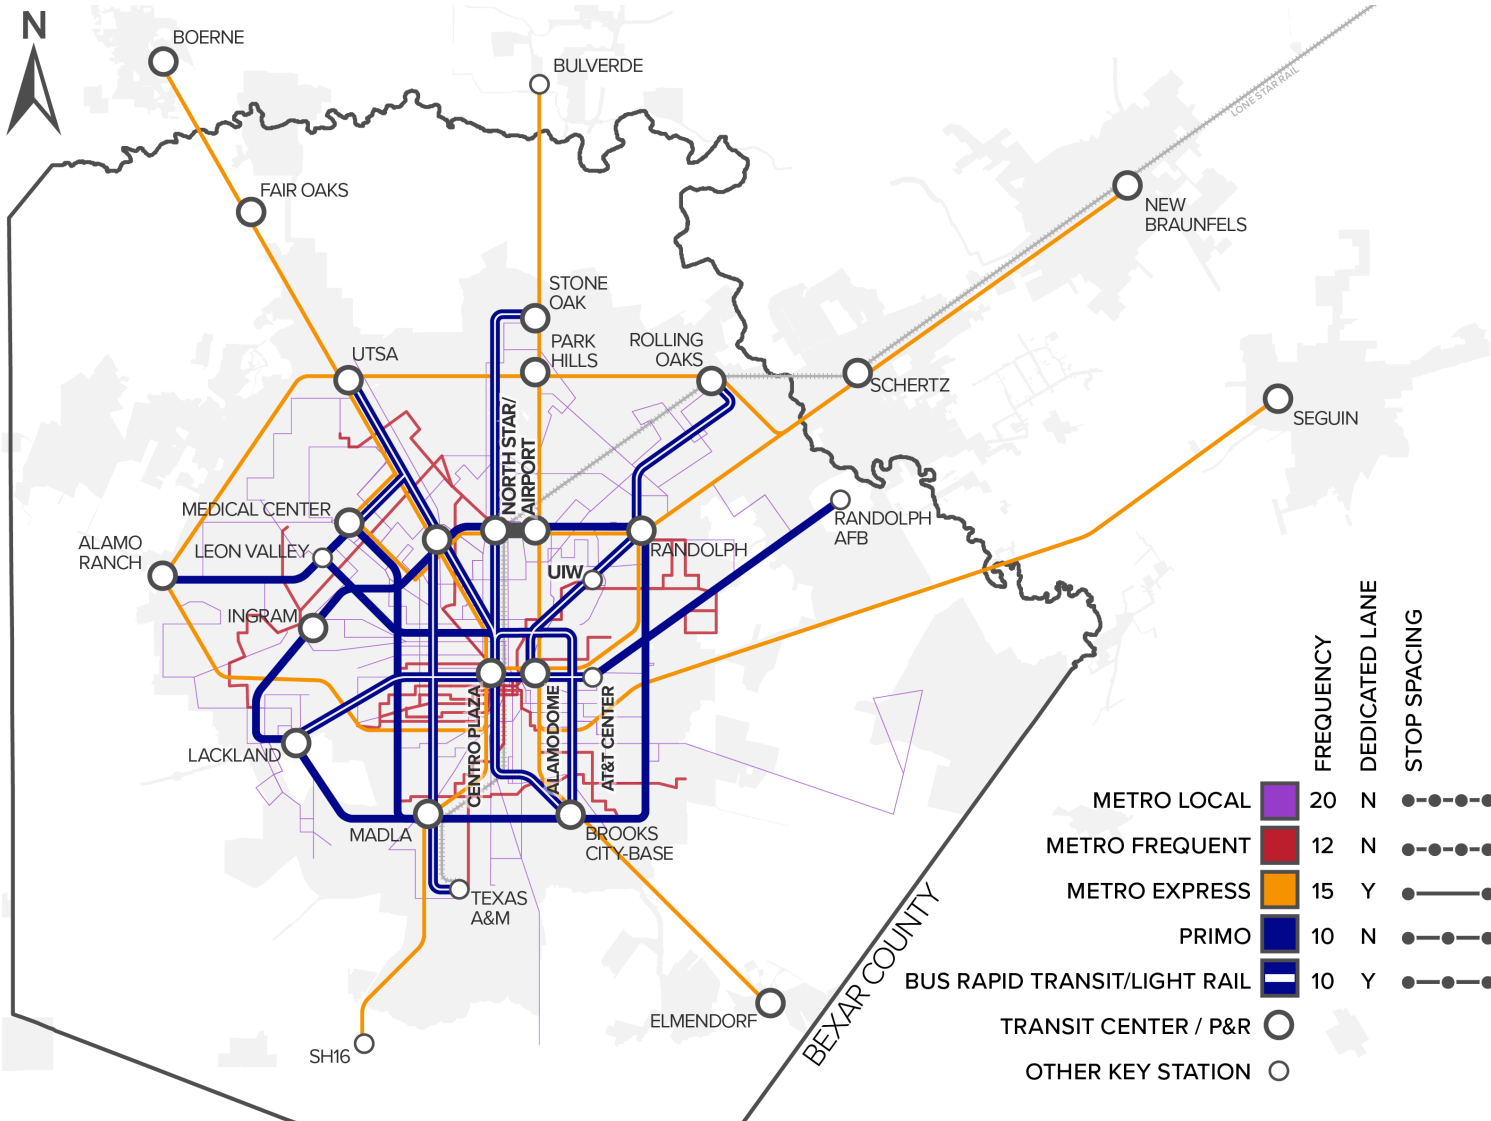 N
BOERNE
BULVERDE
LONE STAR RAIL
FAIR OAKS
NEW
BRAUNFELS
STONE
OAK
PARK
HILLS
ROLLING
OAKS
UTSA
SCHERTZ
SEGUIN
NORTH STAR/
AIRPORT
MEDICAL CENTER
RANDOLPH
AFB
ALAMO
RANCH
LEON VALLEY
RANDOLPH
UIW
INGRAM
CENTRO PLAZA
ALAMODOME
AT&T CENTER
LACKLAND
MADLA
BROOKS
CITY-BASE
TEXAS
A&M
ELMENDORF
SH16
BEXAR COUNTY
FREQUENCY
DEDICATED LANE
STOP SPACING
METRO LOCAL 20 N
METRO FREQUENT 12 N
METRO EXPRESS 15 Y
PRIMO 10 N
BUS RAPID TRANSIT/LIGHT RAIL 10 Y
TRANSIT CENTER / P&R
OTHER KEY STATION